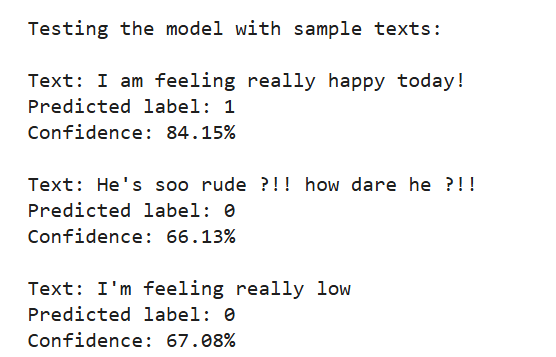 Testing the model with sample texts:
Text: I am feeling really happy today!
Predicted label: 1
Confidence: 84.15%
Text: He's soo rude ?!! how dare he ?!!
Predicted label: 0
Confidence: 66.13%
Text: I'm feeling really low
Predicted label: 0
Confidence: 67.08%